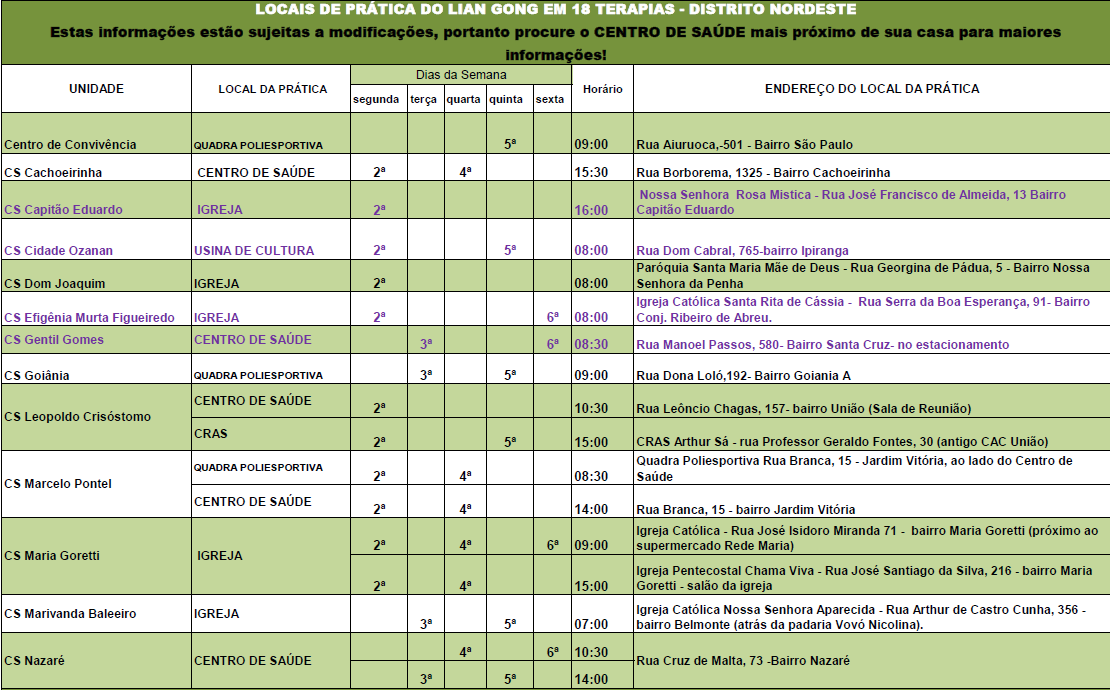 LOCAIS DE PRÁTICA DO LIAN GONG EM 18 TERAPIAS - DISTRITO NORDESTE
Estas informações estão sujeitas a modificações, portanto procure o CENTRO DE SAÚDE mais próximo de sua casa para maiores
informações!
UNIDADE LOCAL DA PRÁTICA Dias da Semana Horário ENDEREÇO DO LOCAL DA PRÁTICA
segunda terça quarta quinta sexta
Centro de Convivência QUADRA POLIESPORTIVA 5ª 09:00 Rua Aiuruoca,-501 - Bairro São Paulo
CS Cachoeirinha CENTRO DE SAÚDE 2ª 4ª 15:30 Rua Borborema, 1325 - Bairro Cachoeirinha
CS Capitão Eduardo IGREJA 2ª 16:00 Nossa Senhora Rosa Mistica - Rua José Francisco de Almeida, 13 Bairro
Capitão Eduardo
CS Cidade Ozanan USINA DE CULTURA 2ª 5ª 08:00 Rua Dom Cabral, 765-bairro Ipiranga
CS Dom Joaquim IGREJA 2ª 08:00 Paróquia Santa Maria Mãe de Deus - Rua Georgina de Pádua, 5 - Bairro Nossa
Senhora da Penha
CS Efigênia Murta Figueiredo IGREJA 2ª 6ª 08:00 Igreja Católica Santa Rita de Cássia - Rua Serra da Boa Esperança, 91- Bairro
Conj. Ribeiro de Abreu.
CS Gentil Gomes CENTRO DE SAÚDE 3ª 6ª 08:30 Rua Manoel Passos, 580- Bairro Santa Cruz- no estacionamento
CS Goiânia QUADRA POLIESPORTIVA 3ª 5ª 09:00 Rua Dona Loló,192- Bairro Goiania A
CS Leopoldo Crisóstomo CENTRO DE SAÚDE 2ª 10:30 Rua Leôncio Chagas, 157- bairro União (Sala de Reunião)
CRAS 2ª 5ª 15:00 CRAS Arthur Sá - rua Professor Geraldo Fontes, 30 (antigo CAC União)
CS Marcelo Pontel QUADRA POLIESPORTIVA 2ª 4ª 08:30 Quadra Poliesportiva Rua Branca, 15 - Jardim Vitória, ao lado do Centro de
Saúde
CENTRO DE SAÚDE 2ª 4ª 14:00 Rua Branca, 15 - bairro Jardim Vitória
CS Maria Goretti IGREJA 2ª 4ª 6ª 09:00 Igreja Católica - Rua José Isidoro Miranda 71 - bairro Maria Goretti (próximo ao
supermercado Rede Maria)
2ª 4ª 15:00 Igreja Pentecostal Chama Viva - Rua José Santiago da Silva, 216 - bairro Maria
Goretti - salão da igreja
CS Marivanda Baleeiro IGREJA 3ª 5ª 07:00 Igreja Católica Nossa Senhora Aparecida - Rua Arthur de Castro Cunha, 356 -
bairro Belmonte (atrás da padaria Vovó Nicolina).
CS Nazaré CENTRO DE SAÚDE 4ª 6ª 10:30 Rua Cruz de Malta, 73 -Bairro Nazaré
3ª 5ª 14:00